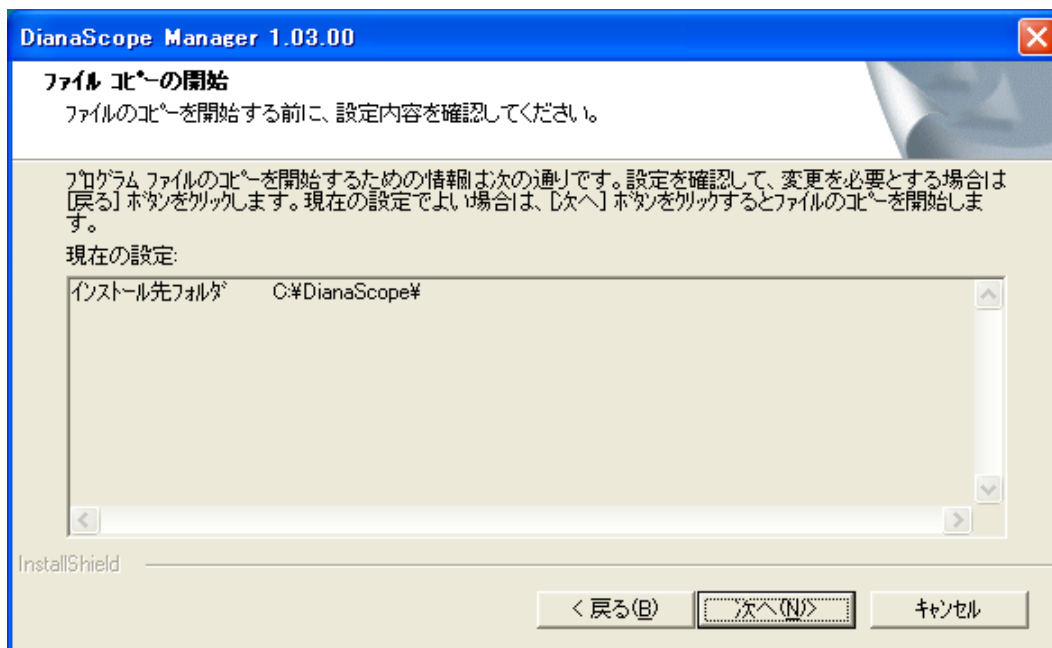 DianaScope Manager 1.03.00
ファイル コピーの開始
ファイルのコピーを開始する前に、設定内容を確認してください。
プログラム ファイルのコピーを開始するための情報は次の通りです。設定を確認して、変更を必要とする場合は
[戻る] ボタンをクリックします。現在の設定でよい場合は、[次へ] ボタンをクリックするとファイルのコピーを開始しま
す。
現在の設定:
インストール先フォルダ C:¥DianaScope¥
InstallShield
< 戻る(B) 次へ(N)> キャンセル